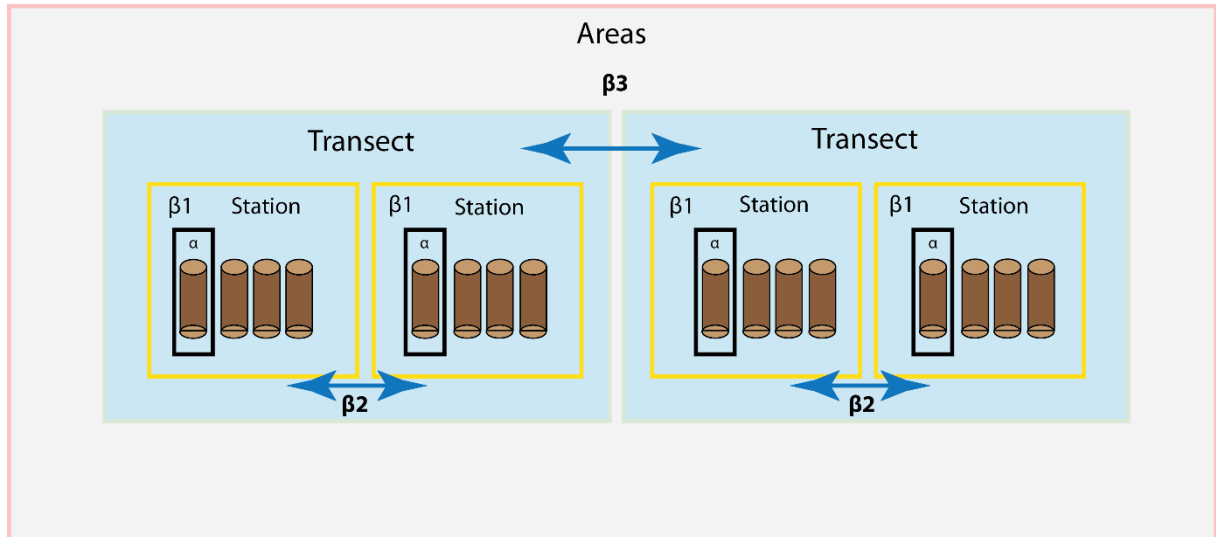 Areas
β3
Transect
Transect
β1 Station
β1 Station
β1 Station
β1 Station
α
α
α
α
β2
β2